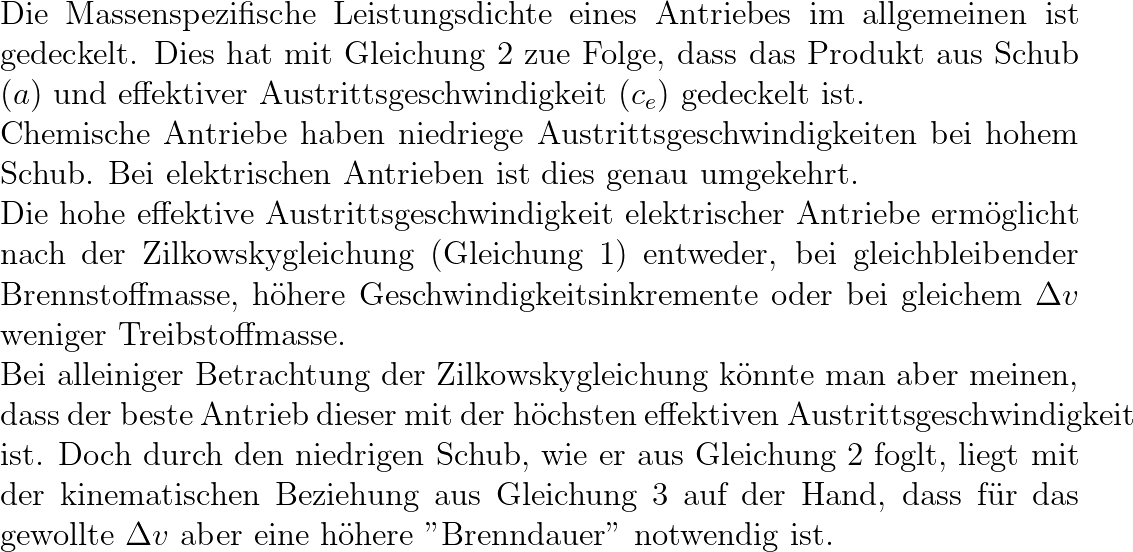 Die Massenspezifische Leistungsdichte eines Antriebes im allgemeinen ist
gedeckelt. Dies hat mit Gleichung 2 zue Folge, dass das Produkt aus Schub
(a) und effektiver Austrittsgeschwindigkeit (cₑ) gedeckelt ist.
Chemische Antriebe haben niedriege Austrittsgeschwindigkeiten bei hohem
Schub. Bei elektrischen Antrieben ist dies genau umgekehrt.
Die hohe effektive Austrittsgeschwindigkeit elektrischer Antriebe ermöglicht
nach der Zilkowskygleichung (Gleichung 1) entweder, bei gleichbleibender
Brennstoffmasse, höhere Geschwindigkeitsinkremente oder bei gleichem Δv
weniger Treibstoffmasse.
Bei alleiniger Betrachtung der Zilkowskygleichung könnte man aber meinen,
dass der beste Antrieb dieser mit der höchsten effektiven Austrittsgeschwindigkeit
ist. Doch durch den niedrigen Schub, wie er aus Gleichung 2 foglt, liegt mit
der kinematischen Beziehung aus Gleichung 3 auf der Hand, dass für das
gewollte Δv aber eine höhere ”Brenndauer” notwendig ist.